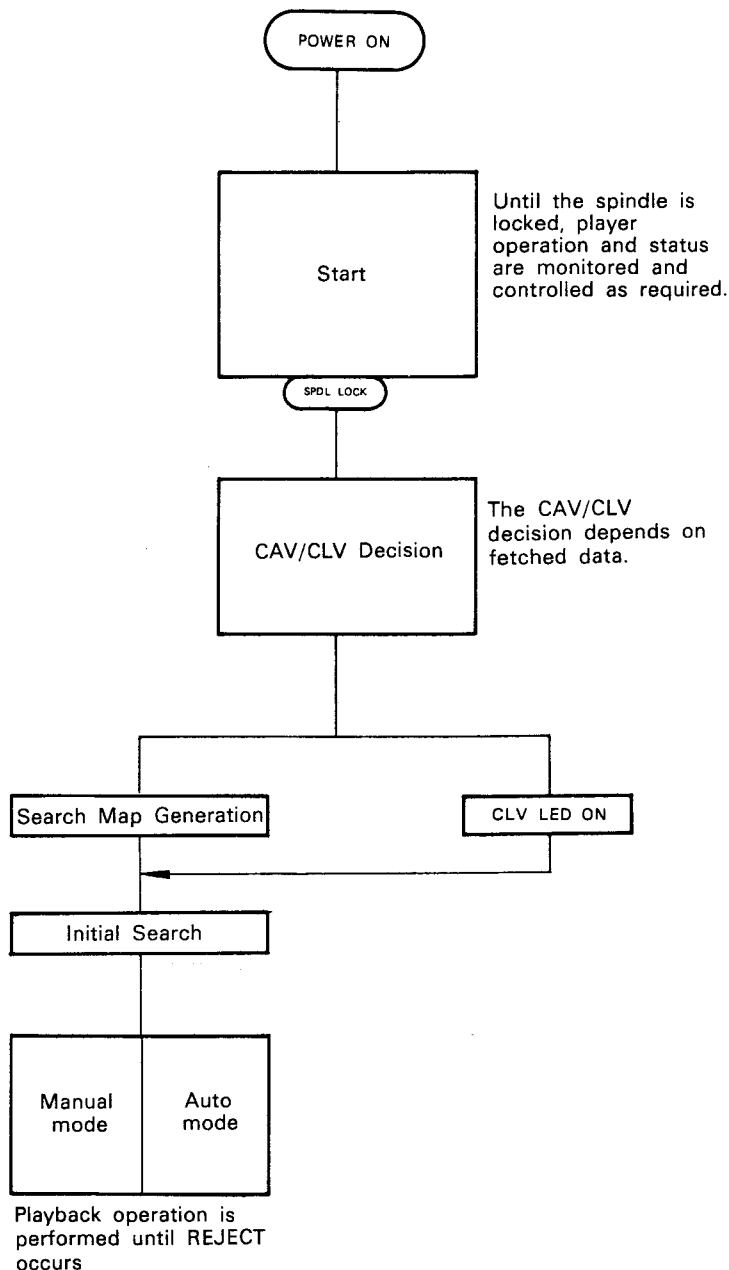 POWER ON
Start
Until the spindle is
locked, player
operation and status
are monitored and
controlled as required.
SPDL LOCK
CAV/CLV Decision
The CAV/CLV
decision depends on
fetched data.
Search Map Generation
CLV LED ON
Initial Search
Manual
mode
Auto
mode
Playback operation is
performed until REJECT
occurs